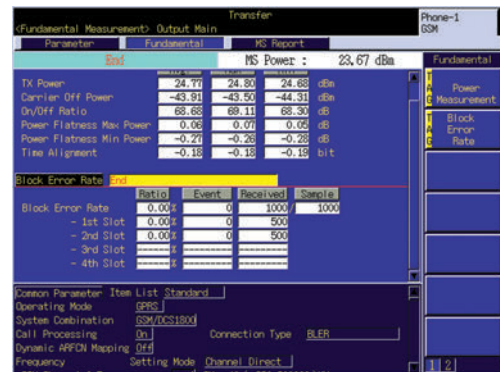 Transfer
Phone-1
<Fundamental Measurement> Output Main
GSM
Parameter Fundamental MS Report
End MS Power : 23.67 dBm
Fundamental
TX Power 24.77 24.80 24.68 dBm
Carrier Off Power -43.91 -43.50 -44.31 dBm
On/Off Ratio 68.68 69.11 68.30 dB
Power Flatness Max Power 0.06 0.07 0.05 dB
Power Flatness Min Power -0.27 -0.26 -0.28 dB
Time Alignment -0.18 -0.18 -0.19 bit
TAG Power Measurement
TAG Block Error Rate
Block Error Rate End
Ratio Event Received Sample
Block Error Rate 0.00% 0 1000/ 1000
- 1st Slot 0.00% 0 500
- 2nd Slot 0.00% 0 500
- 3rd Slot -----% ----- -----
- 4th Slot -----% ----- -----
Common Parameter Item List Standard
Operating Mode GPRS
System Combination GSM/DCS1800
Call Processing On Connection Type BLER
Dynamic ARFCN Mapping Off
Frequency Setting Mode Channel Direct
1 2